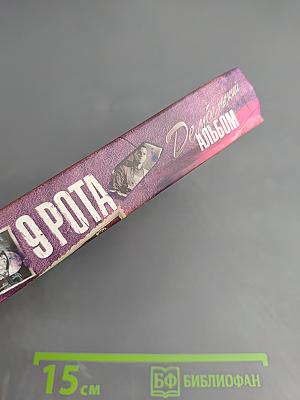 9 РОТА
Дембельский
АЛЬБОМ
15 см
БФ БИБЛИОФАН